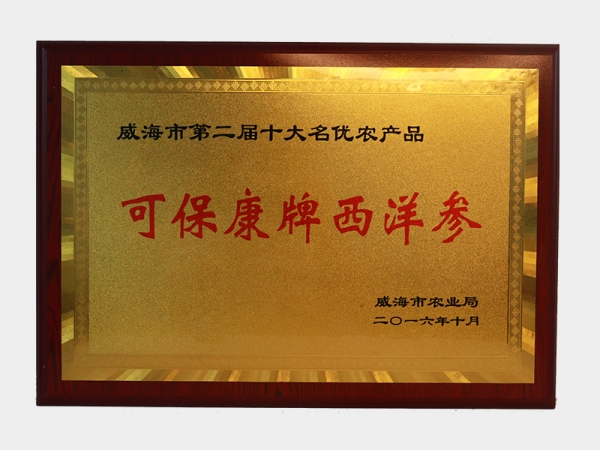 威海市第二届十大名优农产品
可保康牌西洋参
威海市农业局
二〇一六年十月